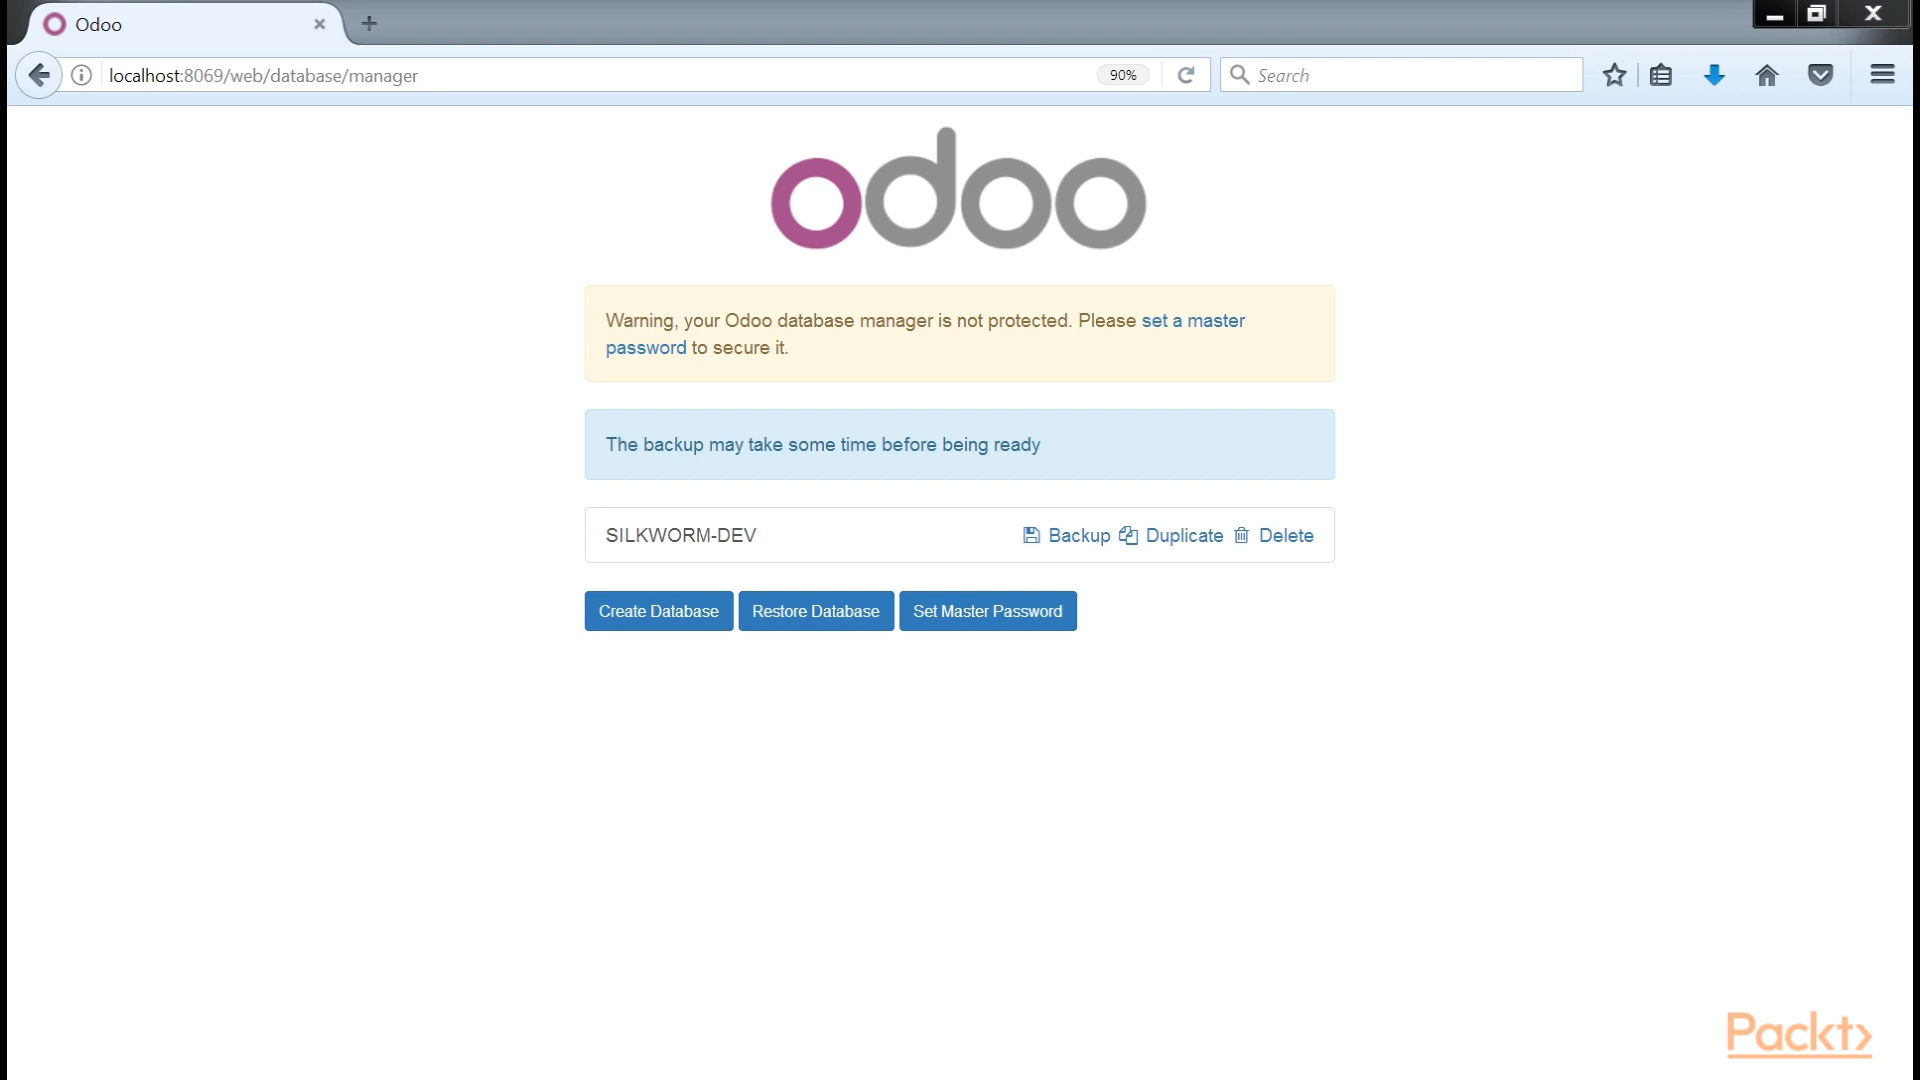 Odoo
localhost:8069/web/database/manager
90%
Search
odoo
Warning, your Odoo database manager is not protected. Please set a master
password to secure it.
The backup may take some time before being ready
SILKWORM-DEV Backup Duplicate Delete
Create Database Restore Database Set Master Password
Packt>